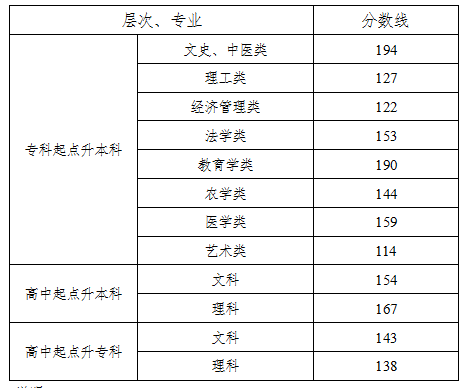 层次、专业 分数线
专科起点升本科
文史、中医类 194
理工类 127
经济管理类 122
法学类 153
教育学类 190
农学类 144
医学类 159
艺术类 114
高中起点升本科
文科 154
理科 167
高中起点升专科
文科 143
理科 138